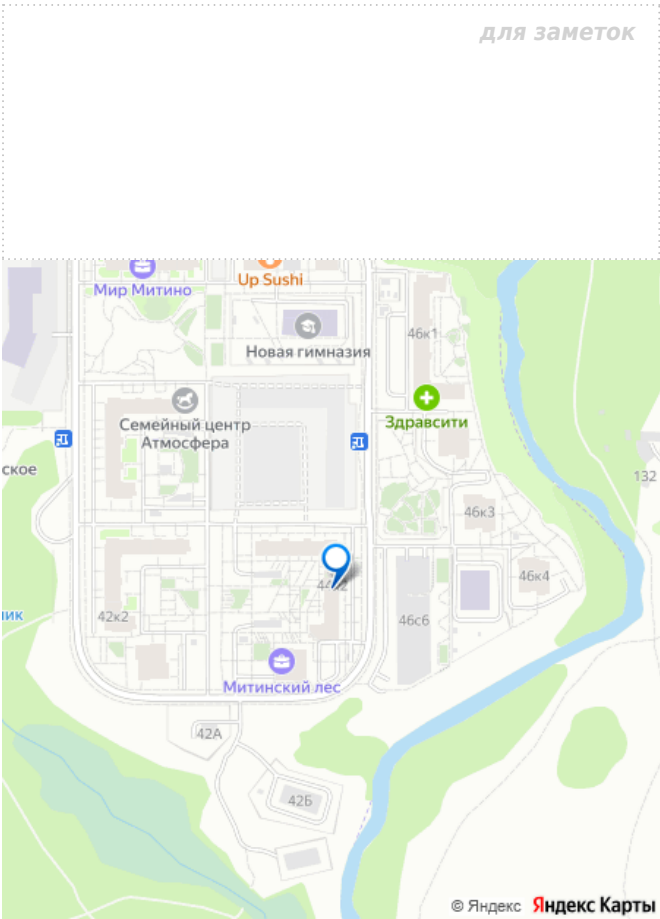 для заметок
Мир Митино
Up Sushi
Новая гимназия
46к1
Семейный центр
Атмосфера
Здравсити
ское
132
46к3
46к4
42к2
46с6
ник
Митинский лес
42А
42Б
© Яндекс Яндекс Карты